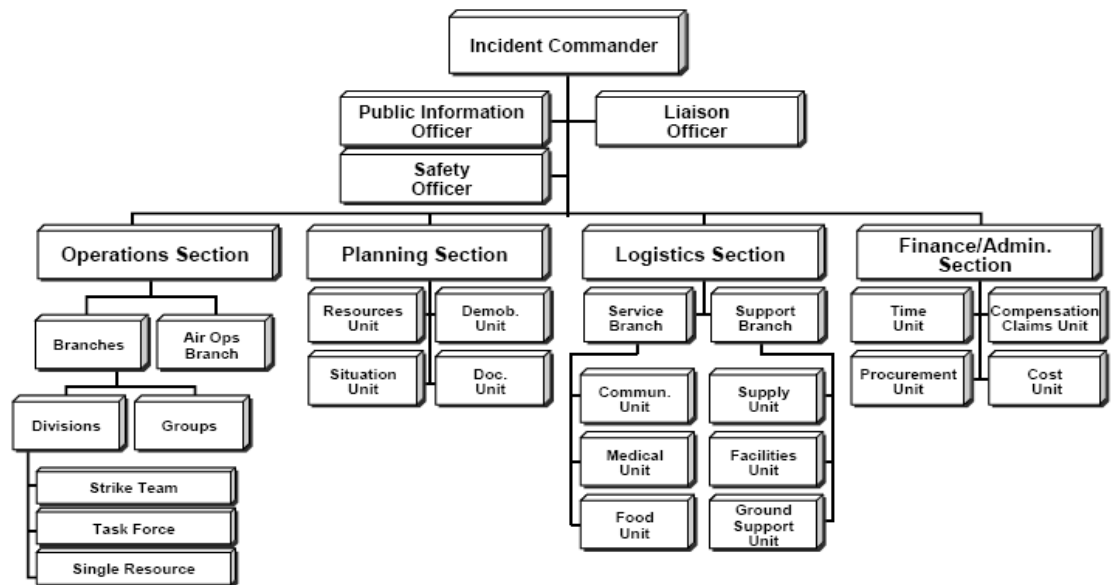 Incident Commander
Public Information
Officer
Liaison
Officer
Safety
Officer
Operations Section
Planning Section
Logistics Section
Finance/Admin.
Section
Branches
Air Ops
Branch
Resources
Unit
Demob.
Unit
Service
Branch
Support
Branch
Time
Unit
Compensation
Claims Unit
Situation
Unit
Doc.
Unit
Procurement
Unit
Cost
Unit
Divisions
Groups
Commun.
Unit
Supply
Unit
Medical
Unit
Facilities
Unit
Strike Team
Task Force
Single Resource
Food
Unit
Ground
Support
Unit